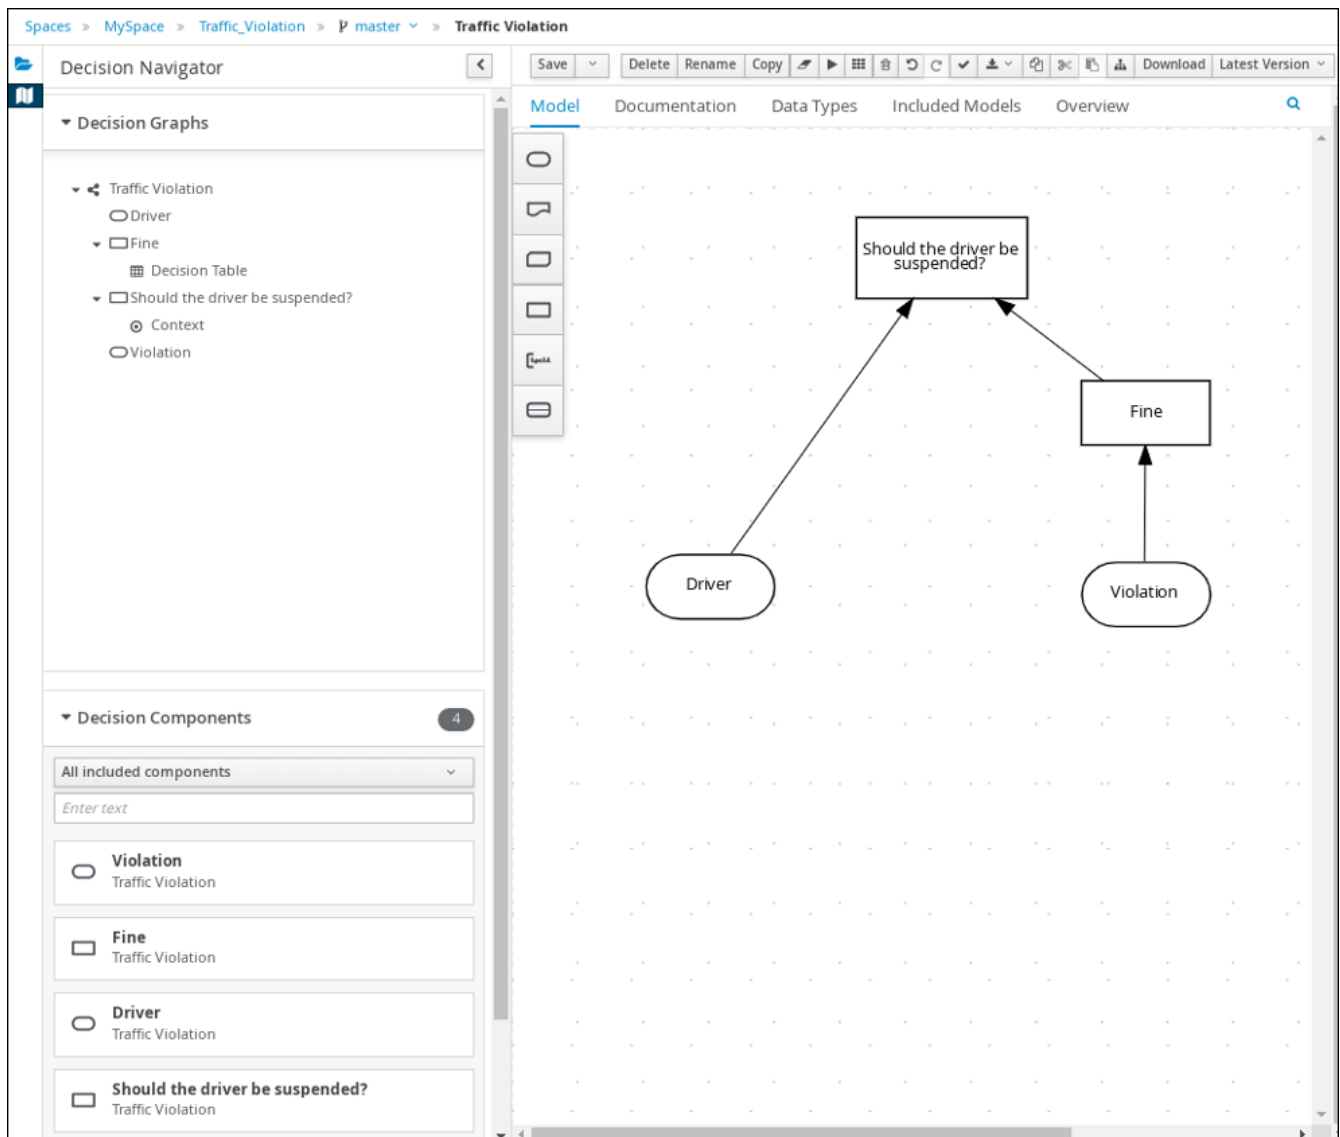 Spaces » MySpace » Traffic_Violation » master » Traffic Violation
Decision Navigator
Save Delete Rename Copy Download Latest Version
Model Documentation Data Types Included Models Overview
Decision Graphs
Traffic Violation
Driver
Fine
Decision Table
Should the driver be suspended?
Context
Violation
Should the driver be
suspended?
Fine
Driver
Violation
Decision Components 4
All included components
Enter text
Violation
Traffic Violation
Fine
Traffic Violation
Driver
Traffic Violation
Should the driver be suspended?
Traffic Violation